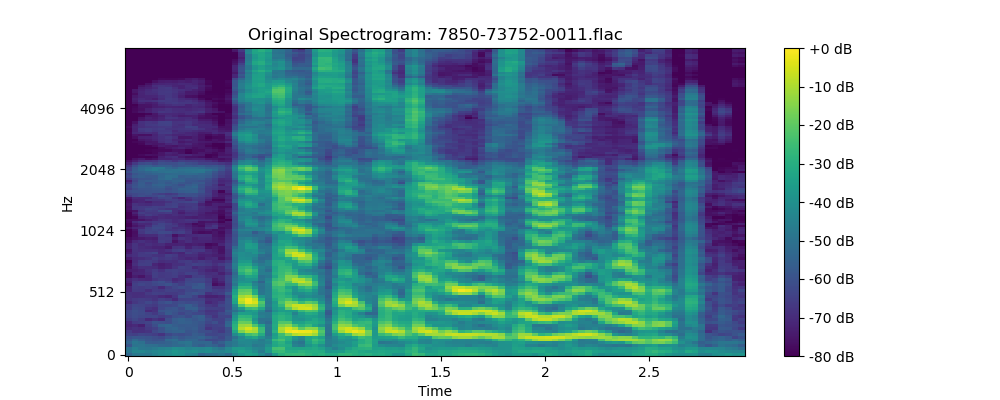 Original Spectrogram: 7850-73752-0011.flac
Hz
4096
2048
1024
512
0
0
0.5
1
1.5
2
2.5
Time
+0 dB
-10 dB
-20 dB
-30 dB
-40 dB
-50 dB
-60 dB
-70 dB
-80 dB